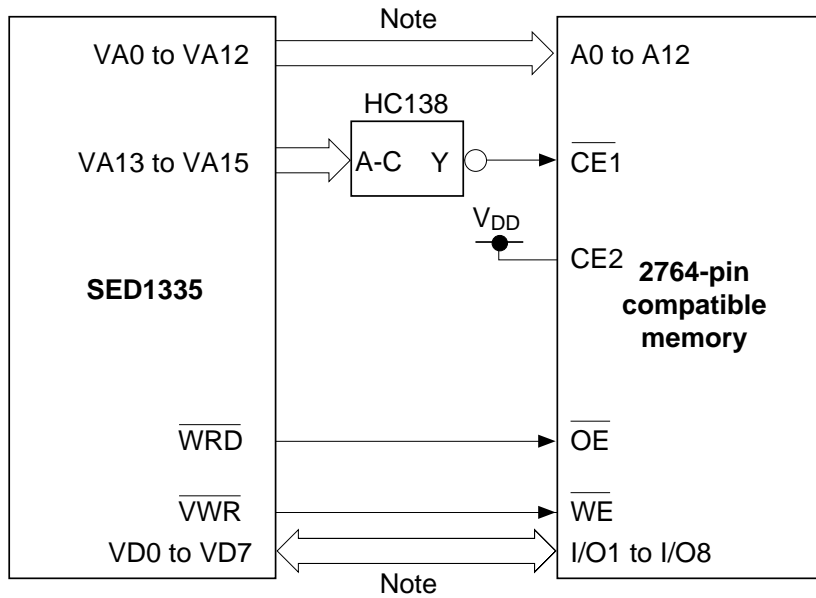 Note
VA0 to VA12
A0 to A12
HC138
VA13 to VA15
A-C Y
CE1
VDD
CE2
SED1335
2764-pin
compatible
memory
WRD
OE
VWR
WE
VD0 to VD7
I/O1 to I/O8
Note